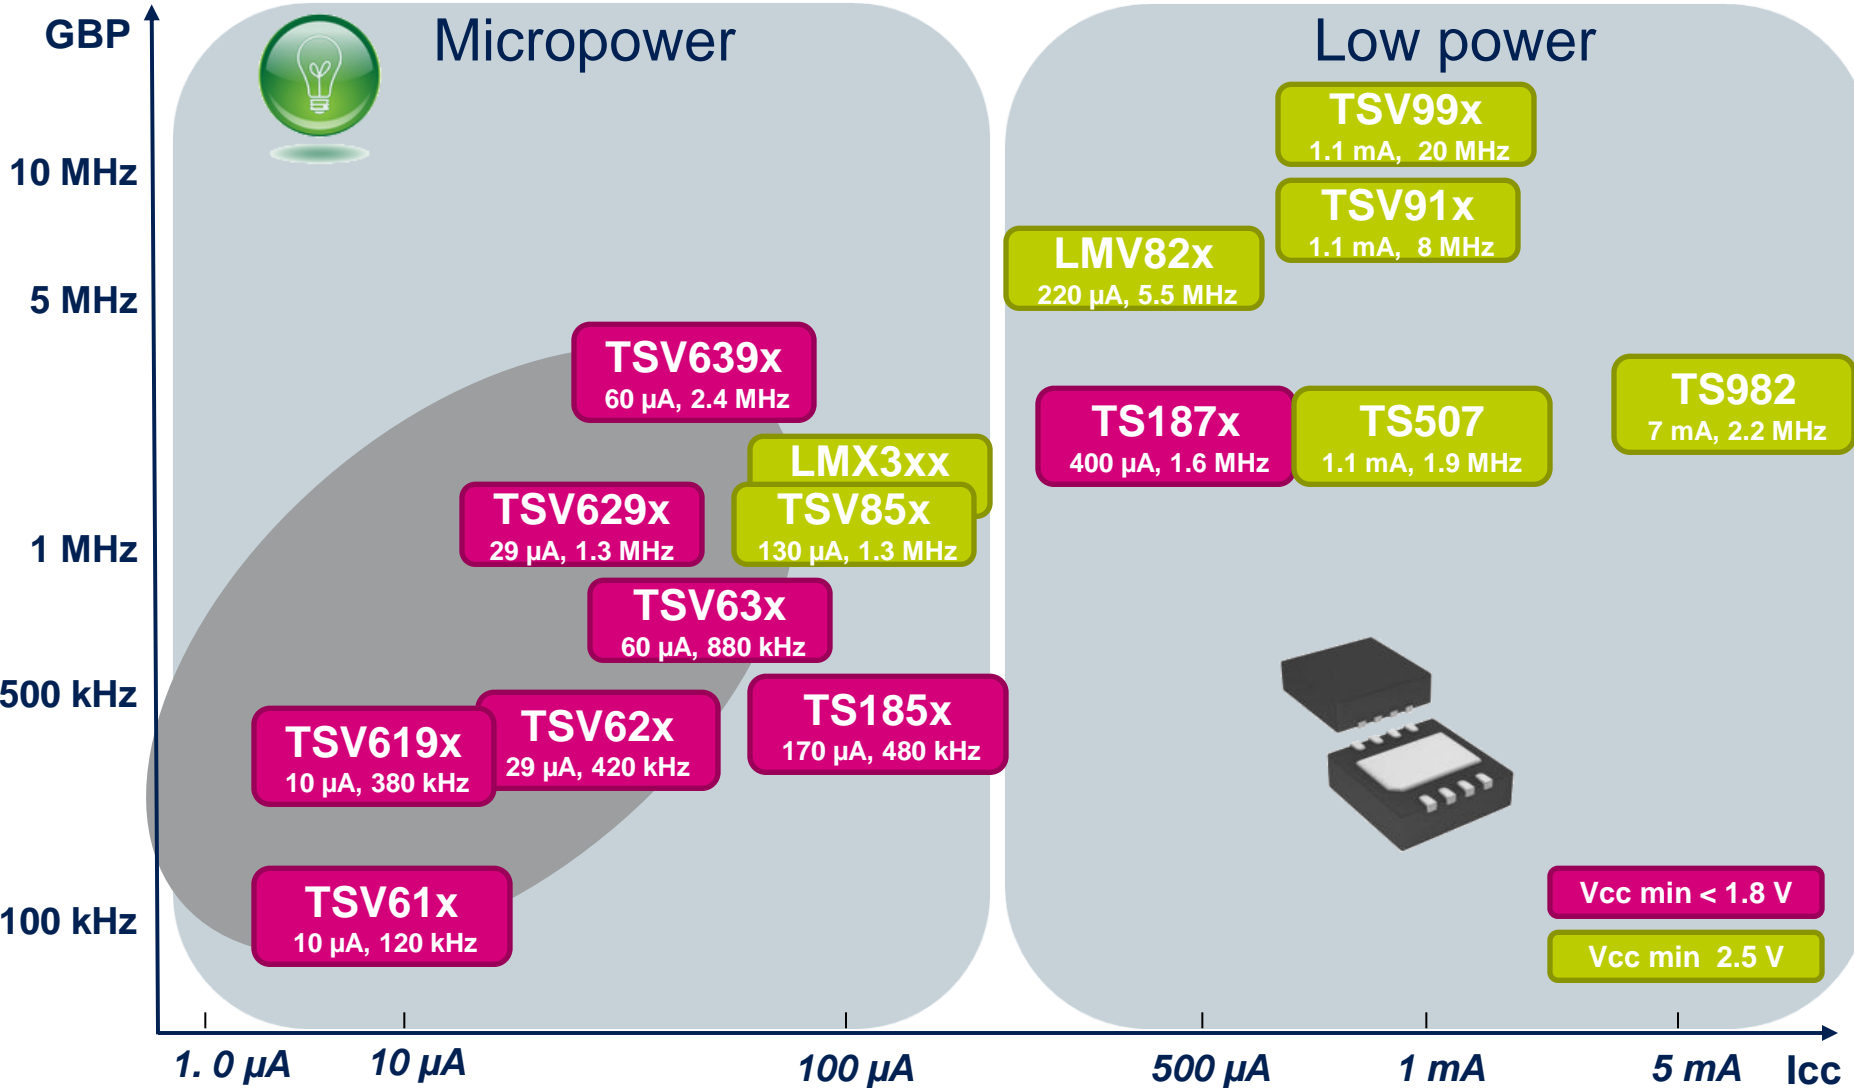 GBP
Micropower
Low power
10 MHz
5 MHz
1 MHz
500 kHz
100 kHz
TSV99x
1.1 mA,  20 MHz
TSV91x
1.1 mA,  8 MHz
LMV82x
220 µA, 5.5 MHz
TSV639x
60 µA, 2.4 MHz
TS187x
400 µA, 1.6 MHz
TS507
1.1 mA, 1.9 MHz
TS982
7 mA, 2.2 MHz
LMX3xx
TSV629x
29 µA, 1.3 MHz
TSV85x
130 µA, 1.3 MHz
TSV63x
60 µA, 880 kHz
TS185x
170 µA, 480 kHz
TSV619x
10 µA, 380 kHz
TSV62x
29 µA, 420 kHz
TSV61x
10 µA, 120 kHz
Vcc min < 1.8 V
Vcc min  2.5 V
1. 0 µA
10 µA
100 µA
500 µA
1 mA
5 mA
Icc